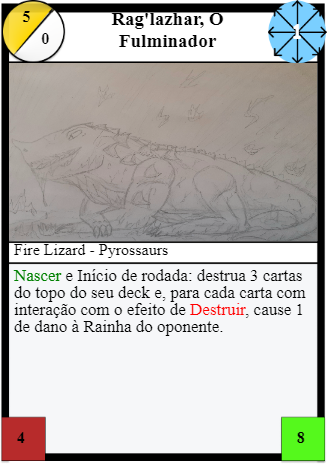 5
0
Rag'lazhar, O
Fulminador
1
Fire Lizard - Pyrossaurs
Nascer e Início de rodada: destrua 3 cartas
do topo do seu deck e, para cada carta com
interação com o efeito de Destruir, cause 1
de dano à Rainha do oponente.
4
8